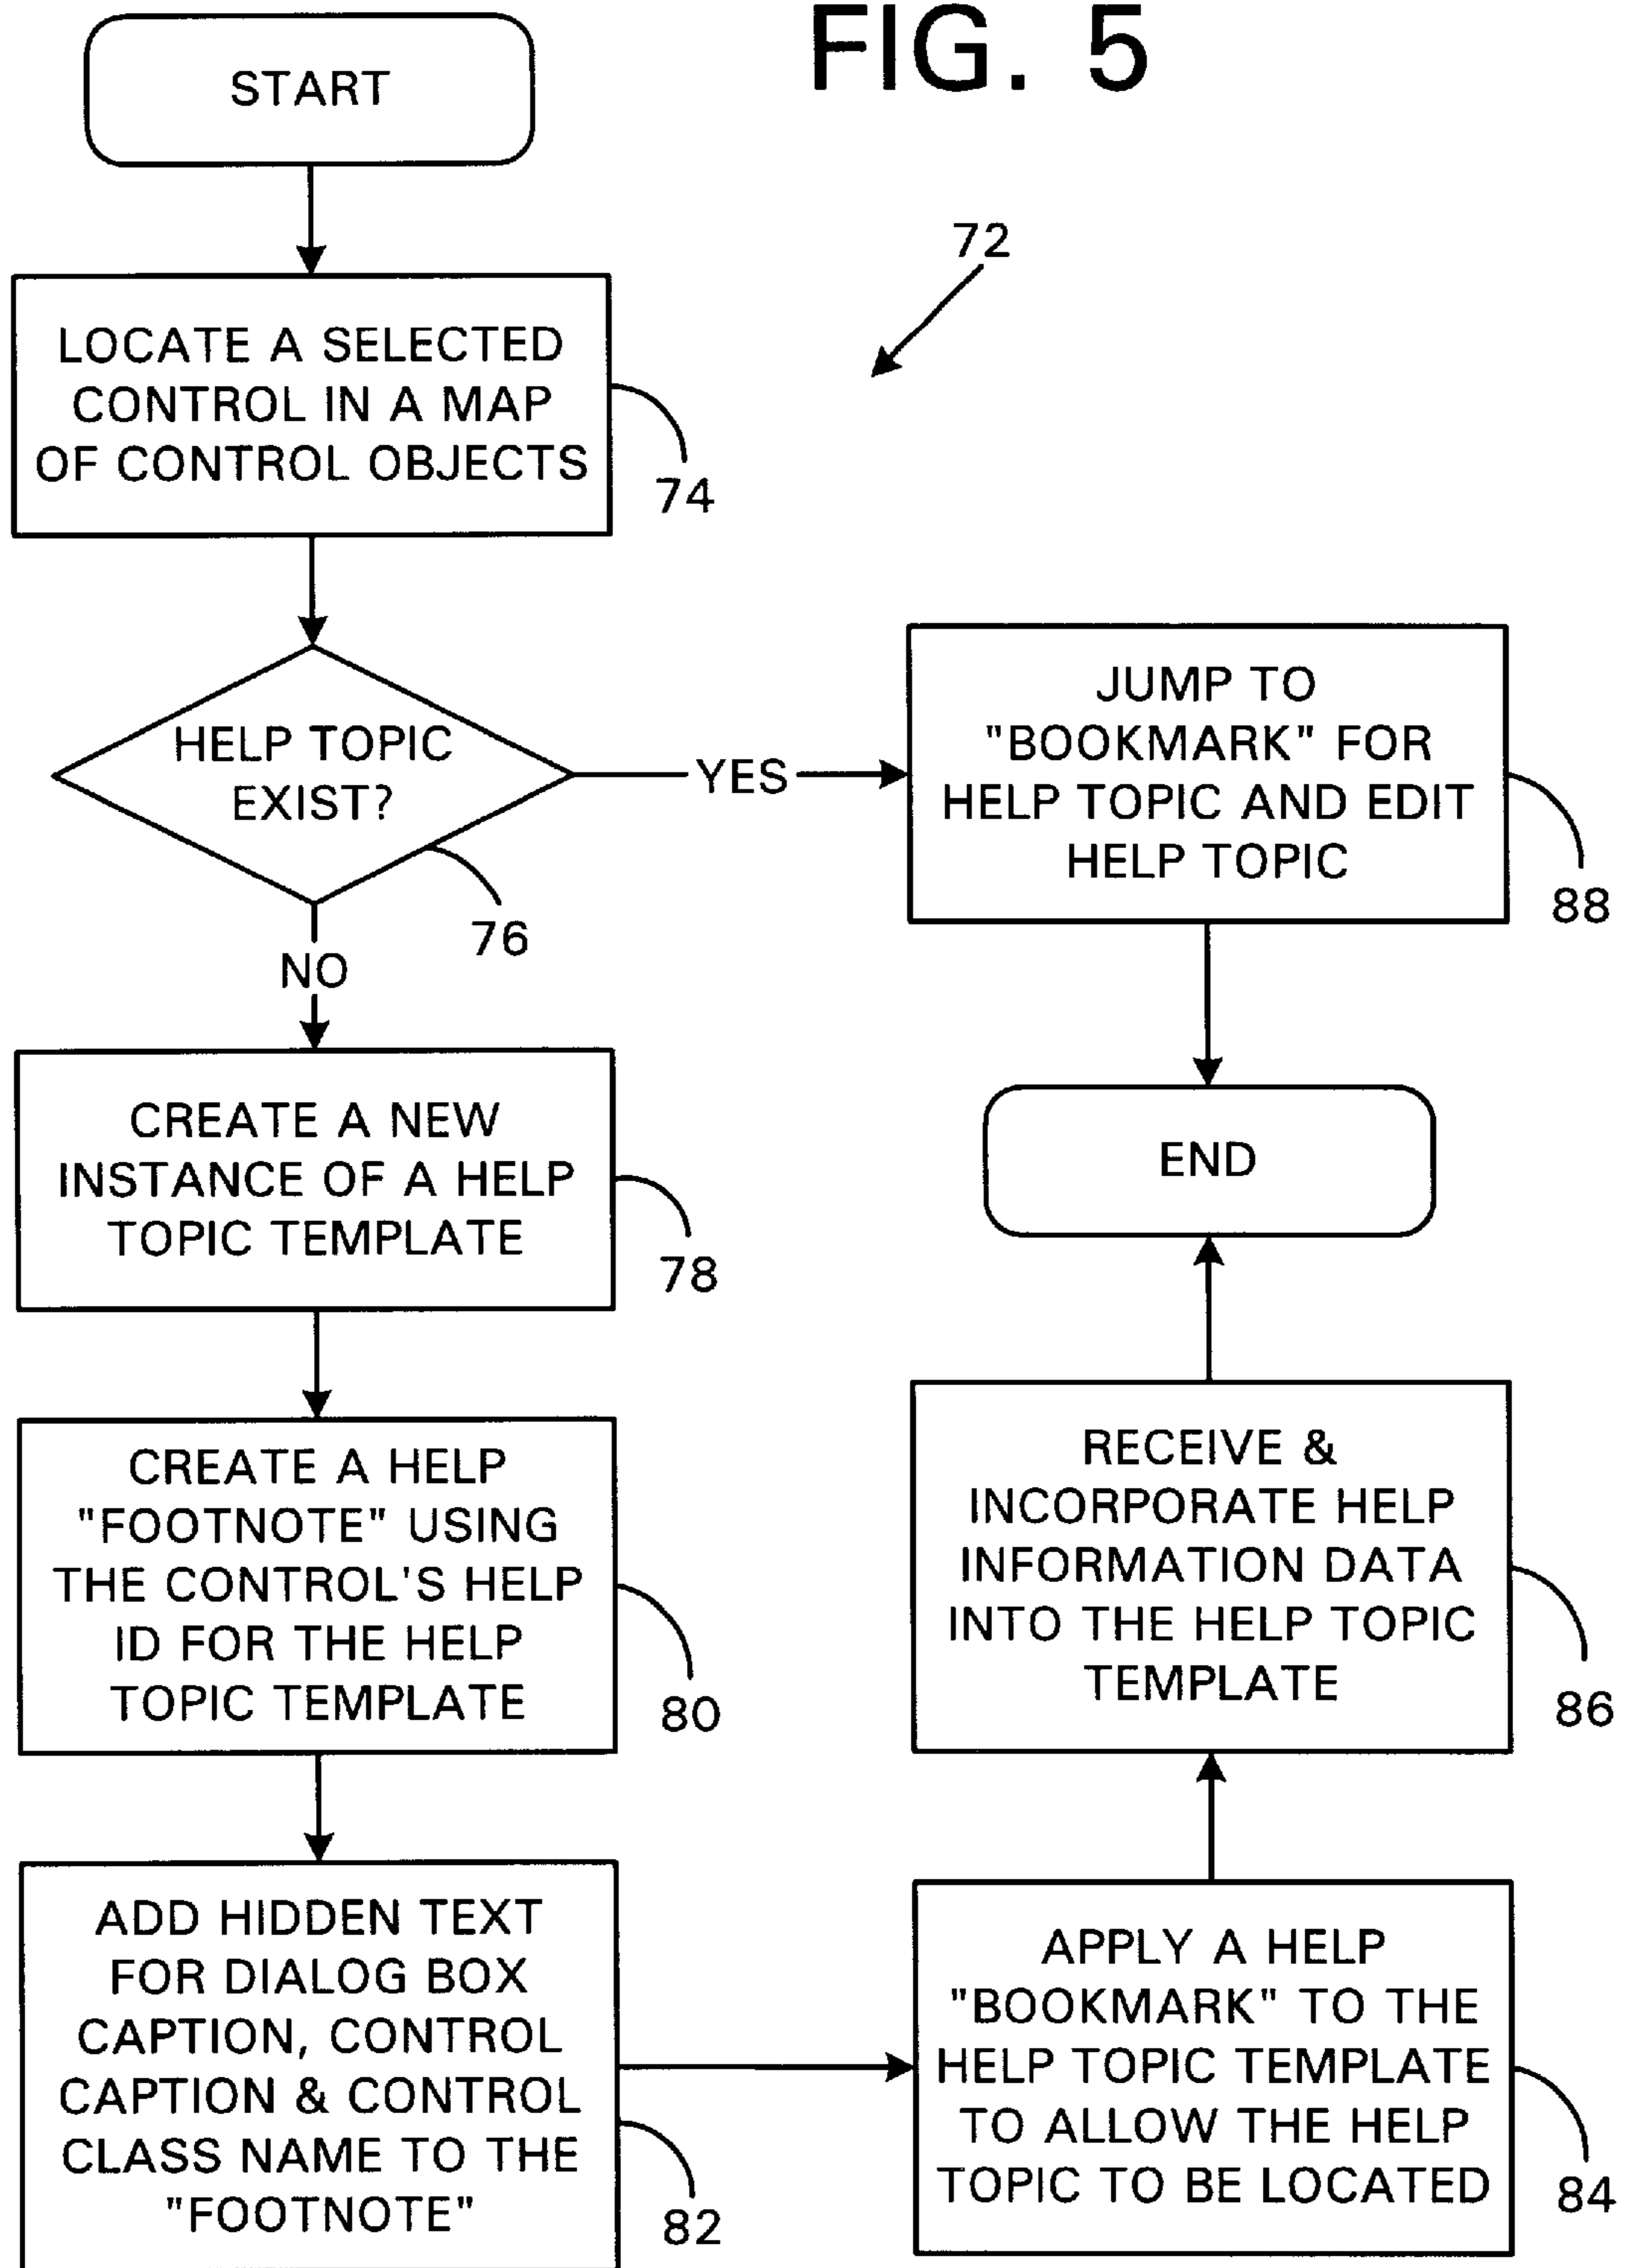 FIG. 5
START
72
LOCATE A SELECTED
CONTROL IN A MAP
OF CONTROL OBJECTS
74
HELP TOPIC
EXIST?
76
YES
NO
JUMP TO
"BOOKMARK" FOR
HELP TOPIC AND EDIT
HELP TOPIC
88
END
CREATE A NEW
INSTANCE OF A HELP
TOPIC TEMPLATE
78
CREATE A HELP
"FOOTNOTE" USING
THE CONTROL'S HELP
ID FOR THE HELP
TOPIC TEMPLATE
80
ADD HIDDEN TEXT
FOR DIALOG BOX
CAPTION, CONTROL
CAPTION & CONTROL
CLASS NAME TO THE
"FOOTNOTE"
82
APPLY A HELP
"BOOKMARK" TO THE
HELP TOPIC TEMPLATE
TO ALLOW THE HELP
TOPIC TO BE LOCATED
84
RECEIVE &
INCORPORATE HELP
INFORMATION DATA
INTO THE HELP TOPIC
TEMPLATE
86